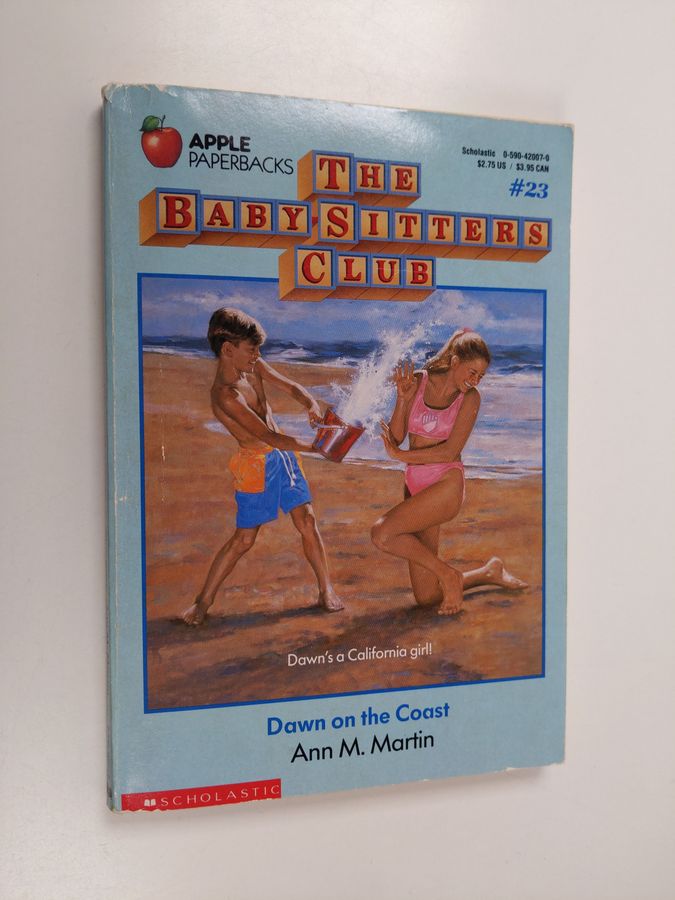 APPLE
PAPERBACKS
Scholastic 0-590-42007-0
$2.75 US / $3.95 CAN
#23
THE
BABY-SITTERS
CLUB
Dawn's a California girl!
Dawn on the Coast
Ann M. Martin
SCHOLASTIC